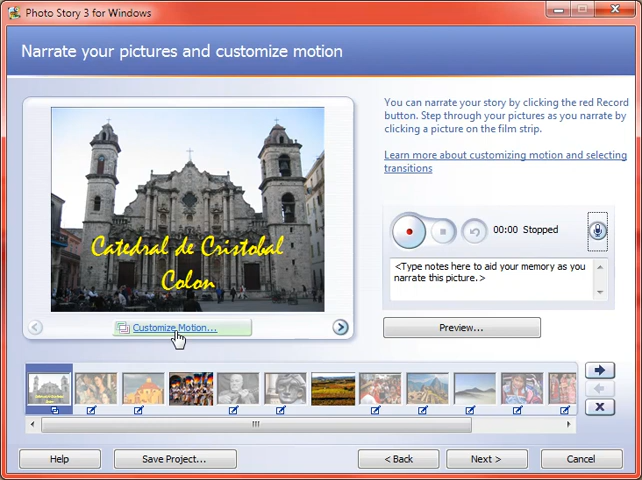 Photo Story 3 for Windows
Narrate your pictures and customize motion
Catedral de Cristobal
Colon
Customize Motion...
You can narrate your story by clicking the red Record
button. Step through your pictures as you narrate by
clicking a picture on the film strip.
Learn more about customizing motion and selecting
transitions
00:00 Stopped
<Type notes here to aid your memory as you
narrate this picture.>
Preview...
Help
Save Project...
< Back
Next >
Cancel